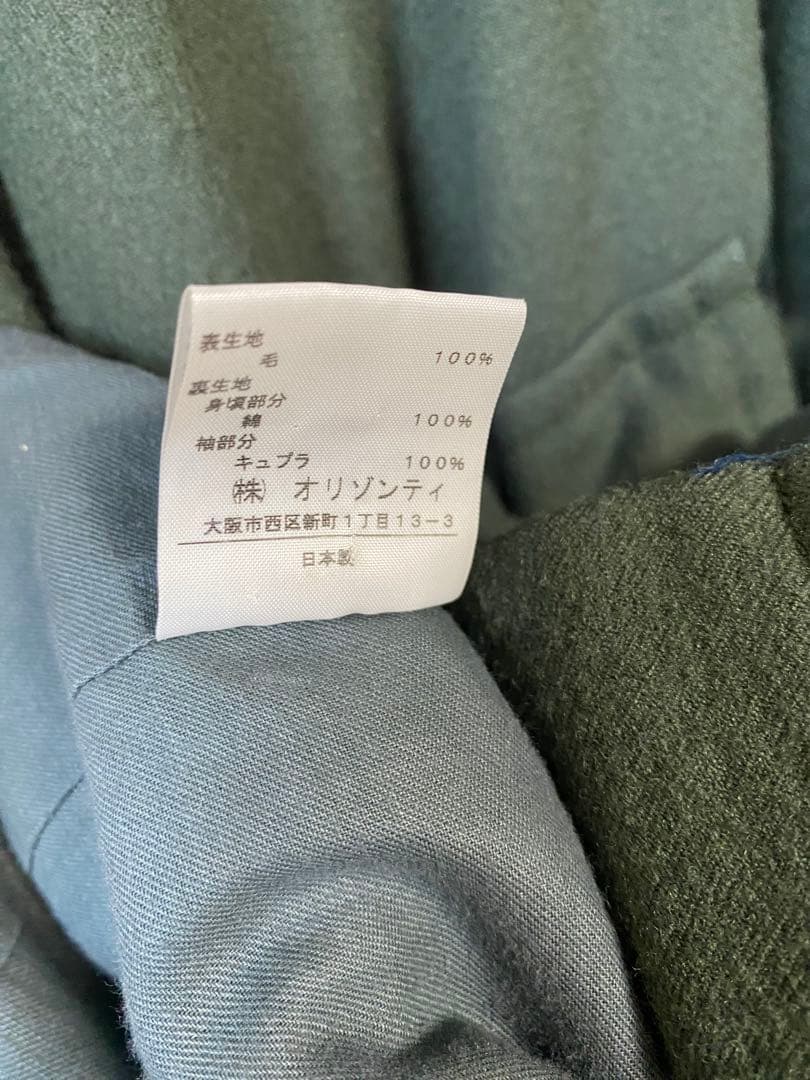 表生地
毛 100%
裏生地
身頃部分
綿 100%
袖部分
キュプラ 100%
㈱ オリゾンティ
大阪市西区新町1丁目13-3
日本製